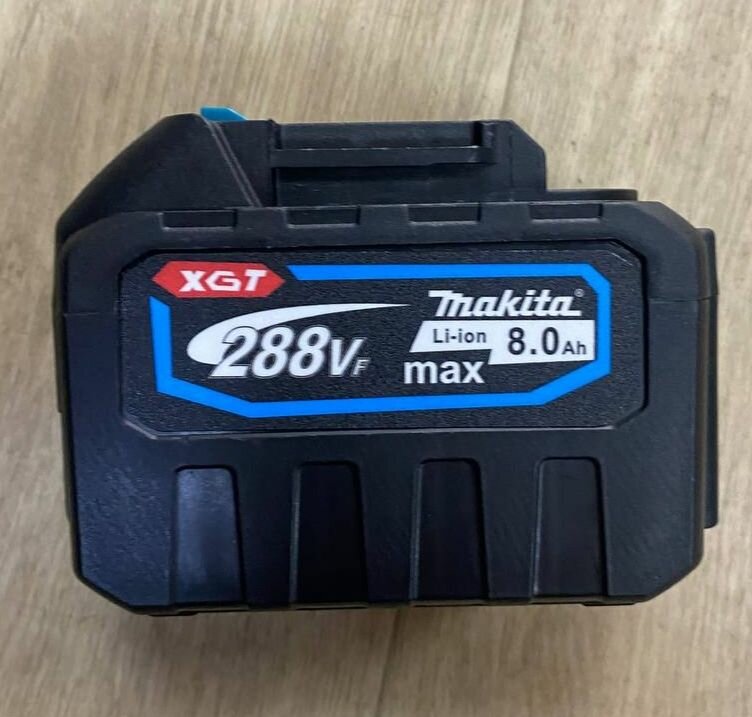 XGT
makita®
288VF
Li-ion 8.0Ah
max